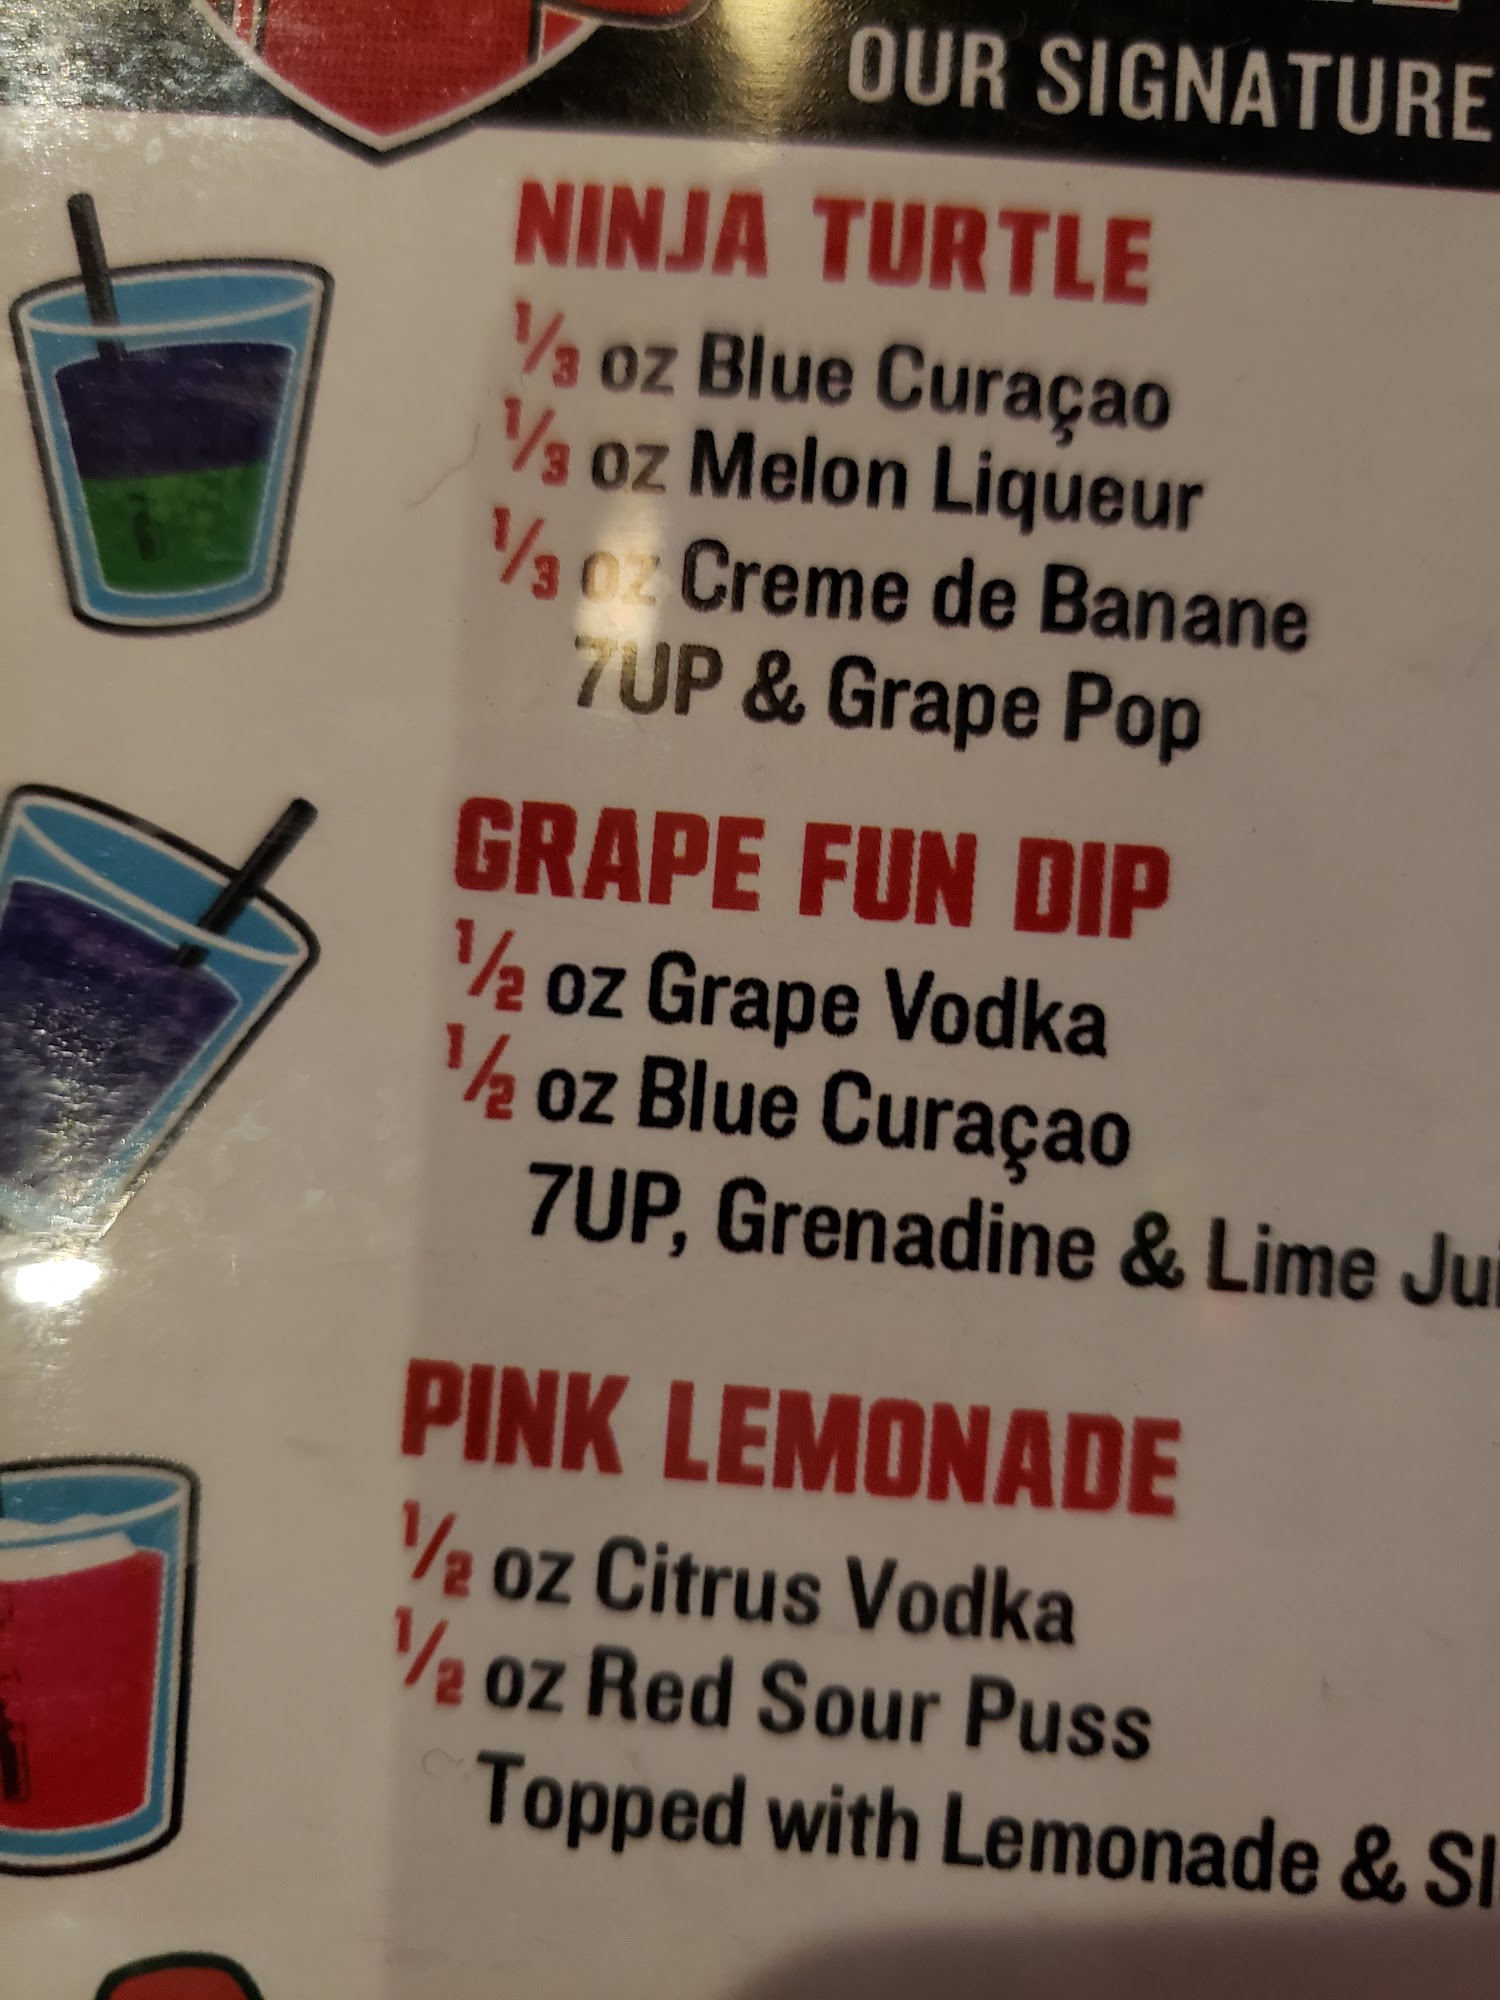 OUR SIGNATURE
NINJA TURTLE
1/3 oz Blue Curaçao
1/3 oz Melon Liqueur
1/3 oz Creme de Banane
7UP & Grape Pop
GRAPE FUN DIP
1/2 oz Grape Vodka
1/2 oz Blue Curaçao
7UP, Grenadine & Lime
PINK LEMONADE
1/2 oz Citrus Vodka
1/2 oz Red Sour Puss
Topped with Lemonade &